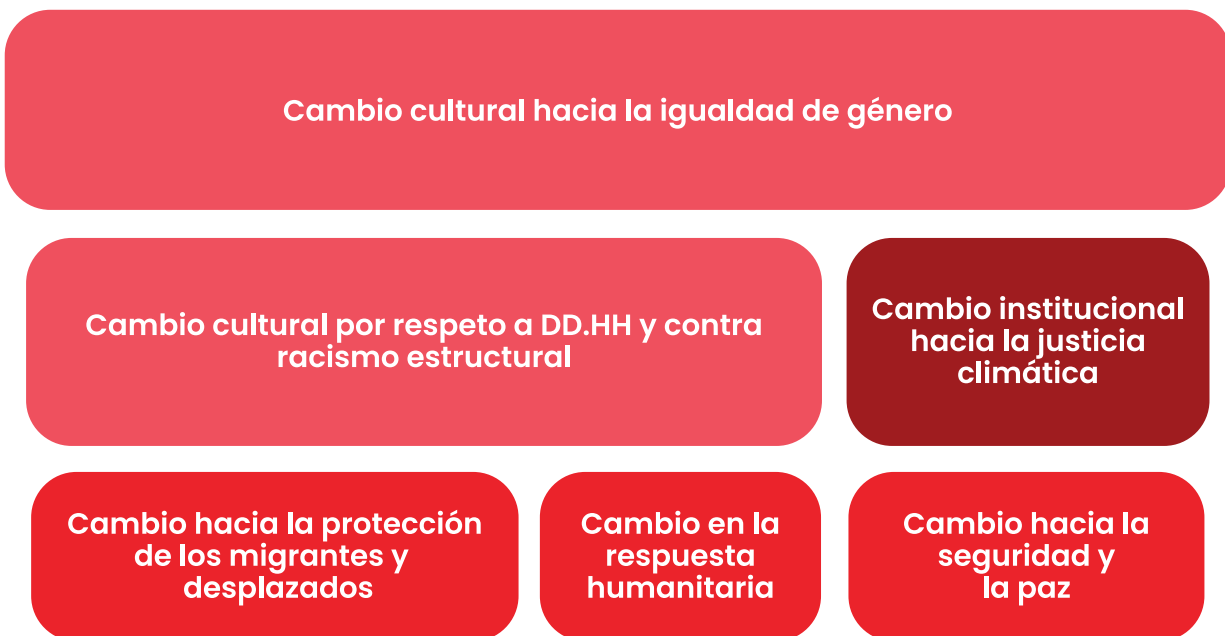 Cambio cultural hacia la igualdad de género
Cambio cultural por respeto a DD.HH y contra
racismo estructural
Cambio institucional
hacia la justicia
climática
Cambio hacia la protección
de los migrantes y
desplazados
Cambio en la
respuesta
humanitaria
Cambio hacia la
seguridad y
la paz